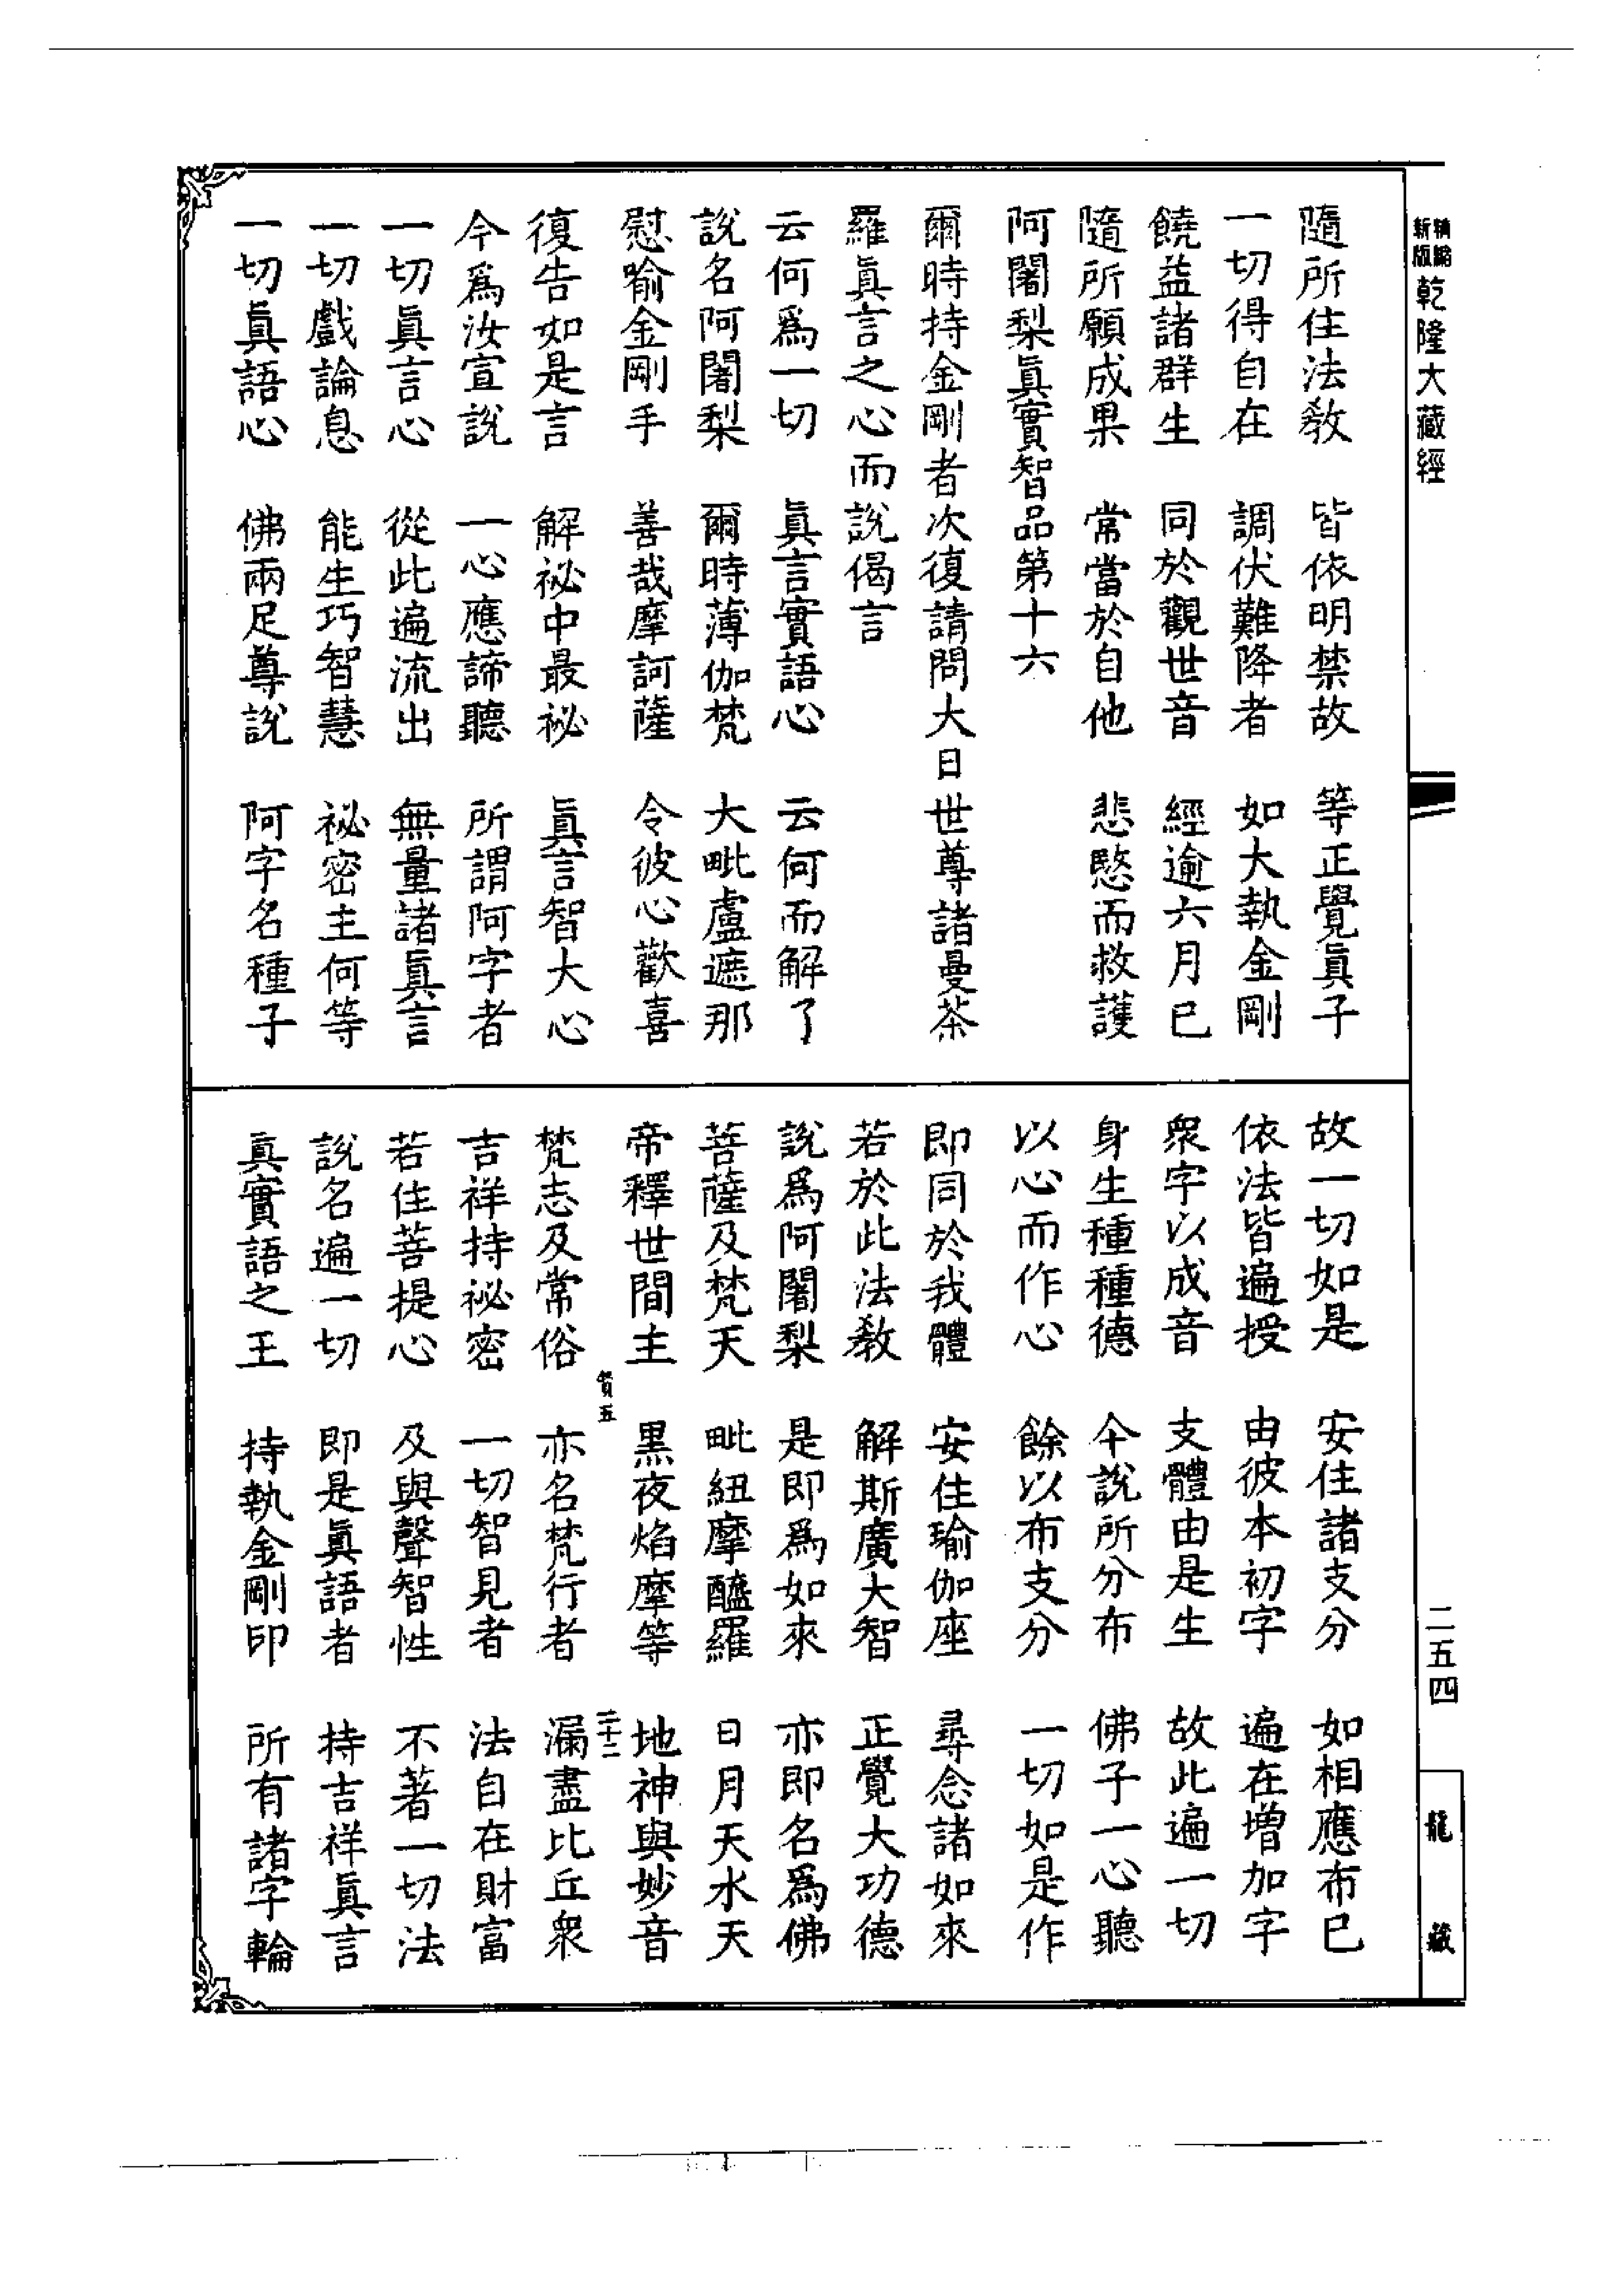 精縮
新版
乾隆大藏經
隨所住法教 皆依明禁故 等正覺眞子
一切得自在 調伏難降者 如大執金剛
饒益諸群生 同於觀世音 經逾六月已
隨所願成果 常當於自他 悲愍而救護
阿闍梨眞實智品第十六
爾時持金剛者次復請問大日世尊諸曼荼
羅眞言之心而說偈言
云何爲一切 眞言實語心 云何而解了
說名阿闍梨 爾時薄伽梵 大毗盧遮那
慰喻金剛手 善哉摩訶薩 令彼心歡喜
復告如是言 解祕中最祕 眞言智大心
今爲汝宣說 一心應諦聽 所謂阿字者
一切眞言心 從此遍流出 無量諸眞言
一切戲論息 能生巧智慧 祕密主何等
一切眞語心 佛兩足尊說 阿字名種子
故一切如是 安住諸支分 如相應布已
依法皆遍授 由彼本初字 遍在增加字
衆字以成音 支體由是生 故此遍一切
身生種種德 今說所分布 佛子一心聽
以心而作心 餘以布支分 一切如是作
即同於我體 安住瑜伽座 尋念諸如來
若於此法教 解斯廣大智 正覺大功德
說爲阿闍梨 是即爲如來 亦即名爲佛
菩薩及梵天 毗紐摩醯羅 日月天水天
帝釋世間主 黑夜焰摩等 地神與妙音
賀五 二十二
梵志及常俗 亦名梵行者 漏盡比丘衆
吉祥持祕密 一切智見者 法自在財富
若住菩提心 及與聲智性 不著一切法
說名遍一切 即是眞語者 持吉祥眞言
眞實語之王 持執金剛印 所有諸字輪
二五四
龍藏